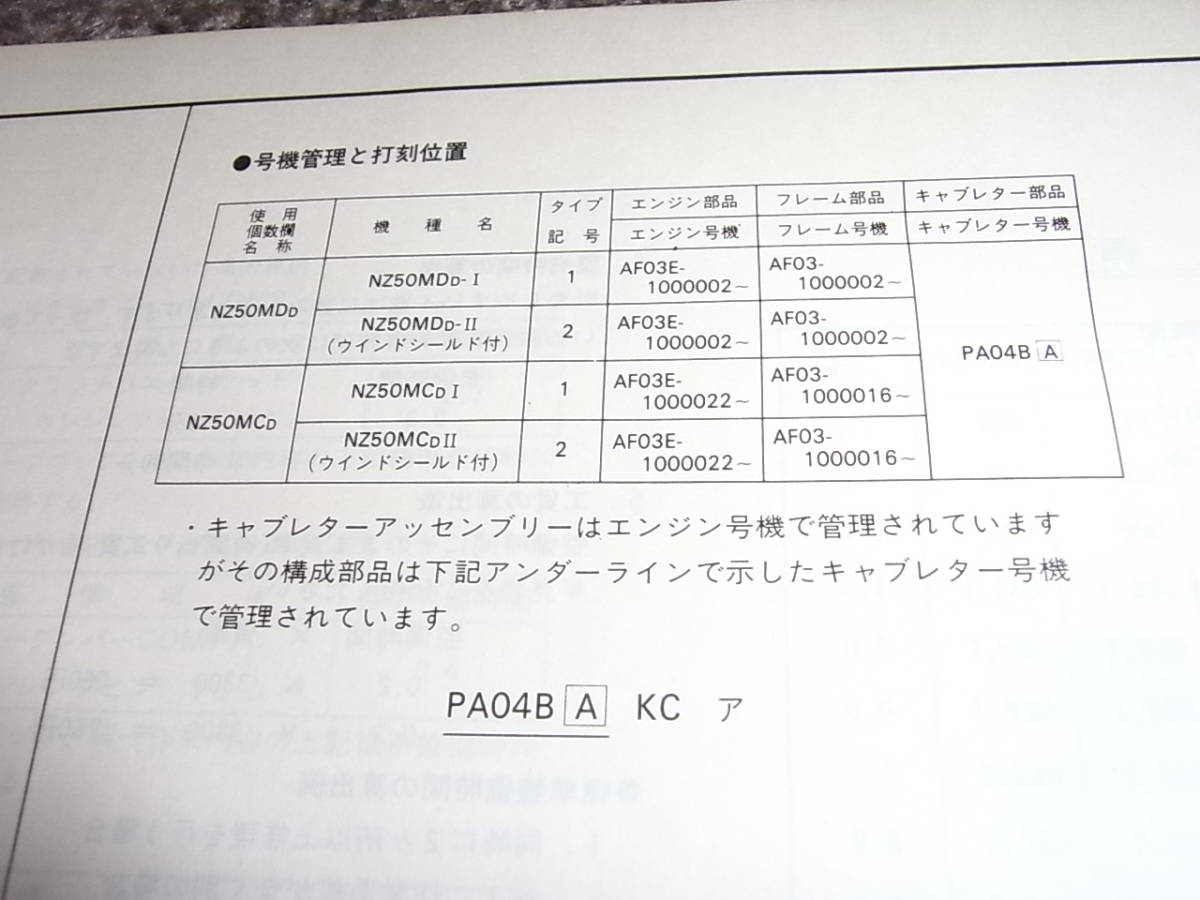 ●号機管理と打刻位置
使用個数欄名称 機種名 タイプ記号 エンジン部品 フレーム部品 キャブレター部品
エンジン号機 フレーム号機 キャブレター号機
NZ50MDD NZ50MDD-I 1 AF03E-1000002～ AF03-1000002～ PA04B A
NZ50MDD-II (ウインドシールド付) 2 AF03E-1000002～ AF03-1000002～
NZ50MCD NZ50MCD I 1 AF03E-1000022～ AF03-1000016～
NZ50MCD II (ウインドシールド付) 2 AF03E-1000022～ AF03-1000016～
・キャブレターアッセンブリーはエンジン号機で管理されています
がその構成部品は下記アンダーラインで示したキャブレター号機
で管理されています。
PA04B A KC ア